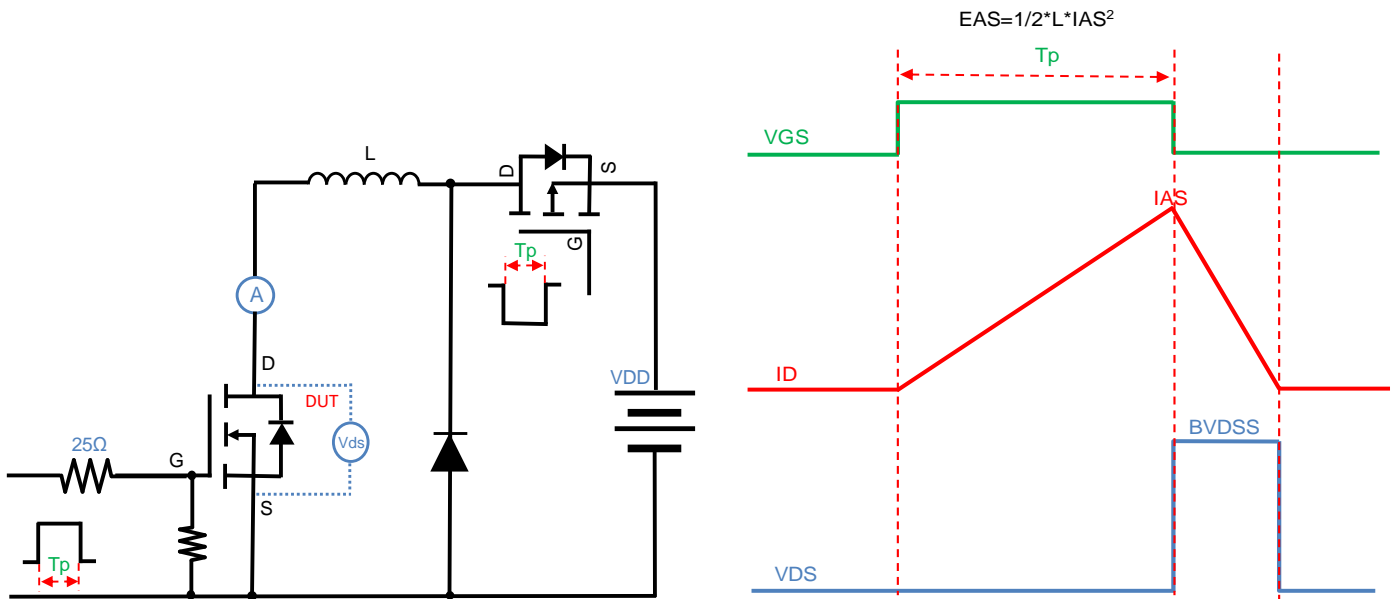 EAS=1/2*L*IAS²
Tp
VGS
IAS
ID
BVDSS
VDS
L
D
S
G
Tp
A
D
VDD
DUT
Vds
25Ω
G
S
Tp